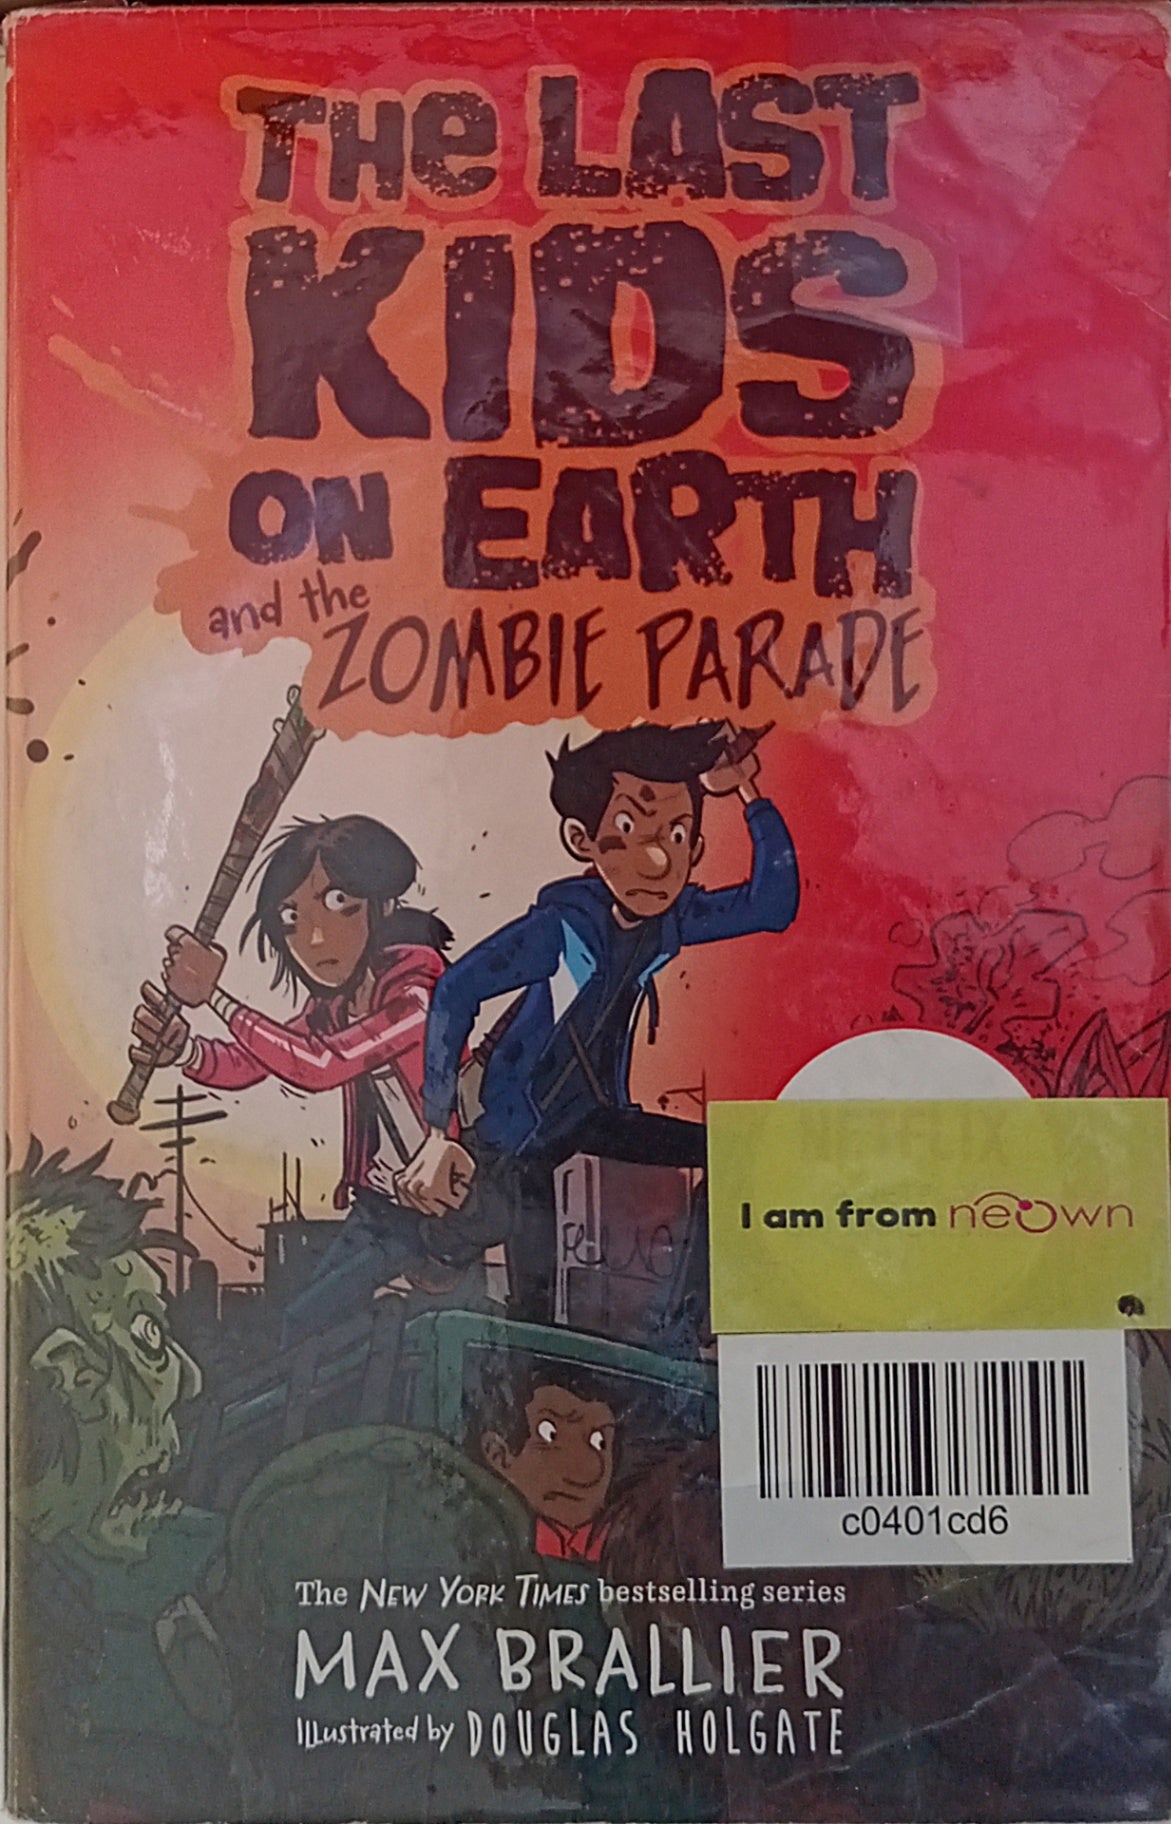 THE LAST
KIDS
ON EARTH
and the
ZOMBIE PARADE
NETFLIX
I am from neown
c0401cd6
The NEW YORK TIMES bestselling series
MAX BRALLIER
Illustrated by DOUGLAS HOLGATE